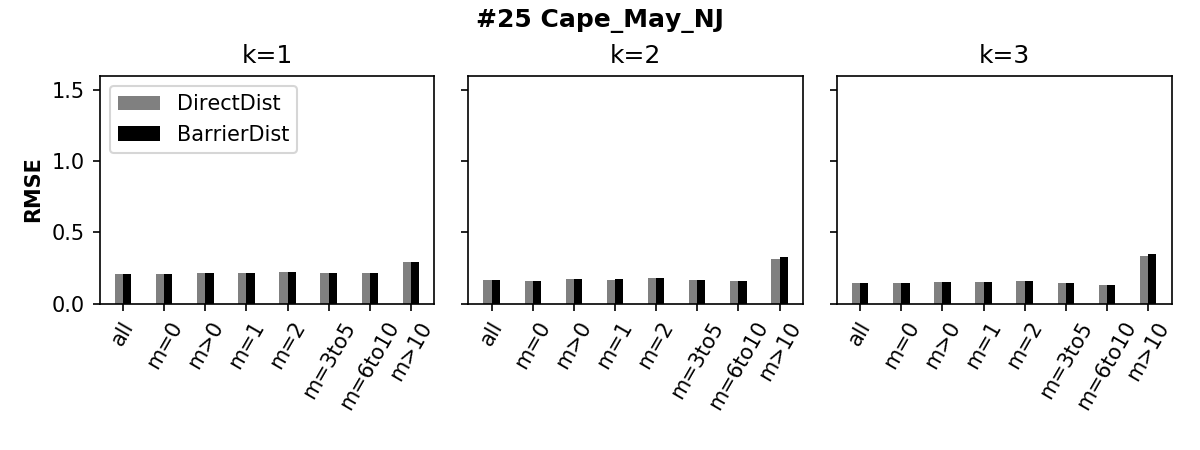 #25 Cape_May_NJ
k=1
k=2
k=3
RMSE
1.5
1.0
0.5
0.0
DirectDist
BarrierDist
all
m=0
m>0
m=1
m=2
m=3to5
m=6to10
m>10
all
m=0
m>0
m=1
m=2
m=3to5
m=6to10
m>10
all
m=0
m>0
m=1
m=2
m=3to5
m=6to10
m>10